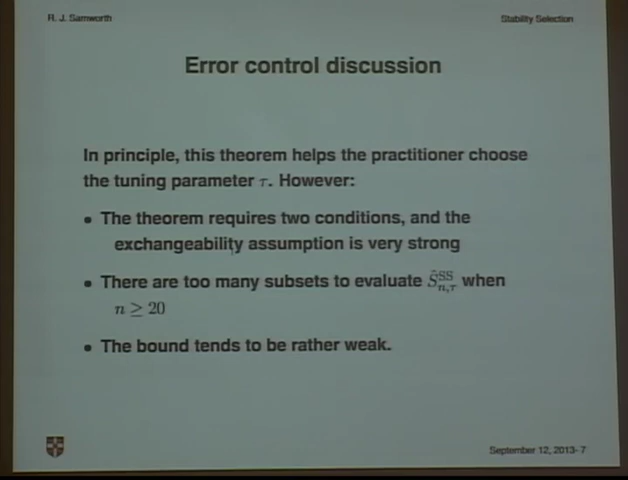 R. J. Samworth
Stability Selection
Error control discussion
In principle, this theorem helps the practitioner choose
the tuning parameter τ. However:
• The theorem requires two conditions, and the
exchangeability assumption is very strong
• There are too many subsets to evaluate Ŝ^SS_n,τ when
n ≥ 20
• The bound tends to be rather weak.
September 12, 2013- 7